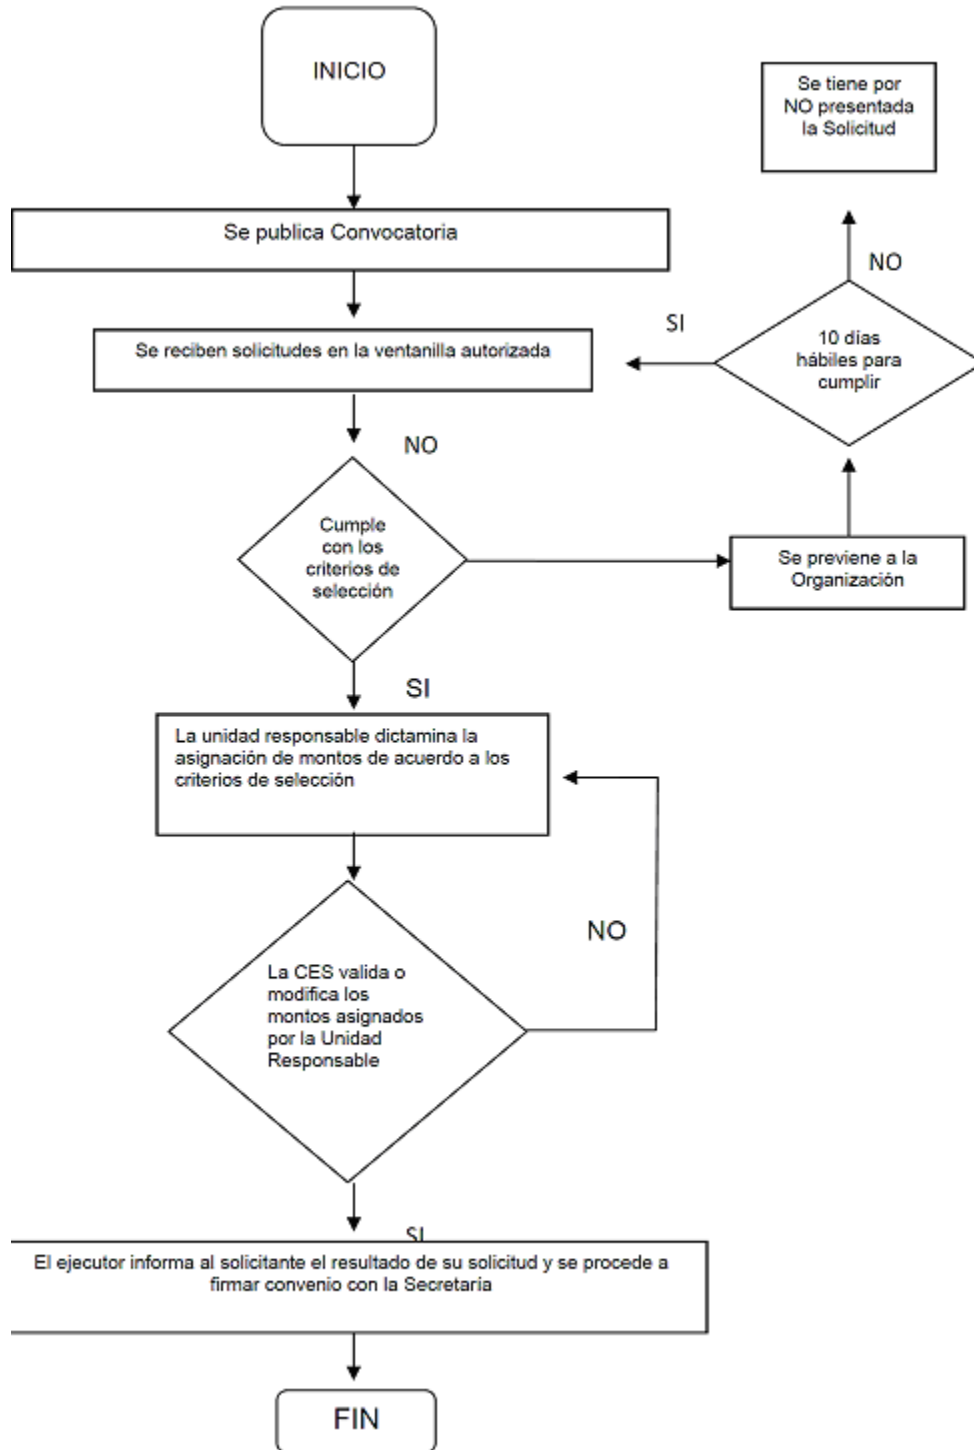 INICIO
Se tiene por
NO presentada
la Solicitud
Se publica Convocatoria
NO
SI
10 días
hábiles para
cumplir
Se reciben solicitudes en la ventanilla autorizada
NO
Cumple
con los
criterios de
selección
Se previene a la
Organización
SI
La unidad responsable dictamina la
asignación de montos de acuerdo a los
criterios de selección
NO
La CES valida o
modifica los
montos asignados
por la Unidad
Responsable
SI
El ejecutor informa al solicitante el resultado de su solicitud y se procede a
firmar convenio con la Secretaria
FIN